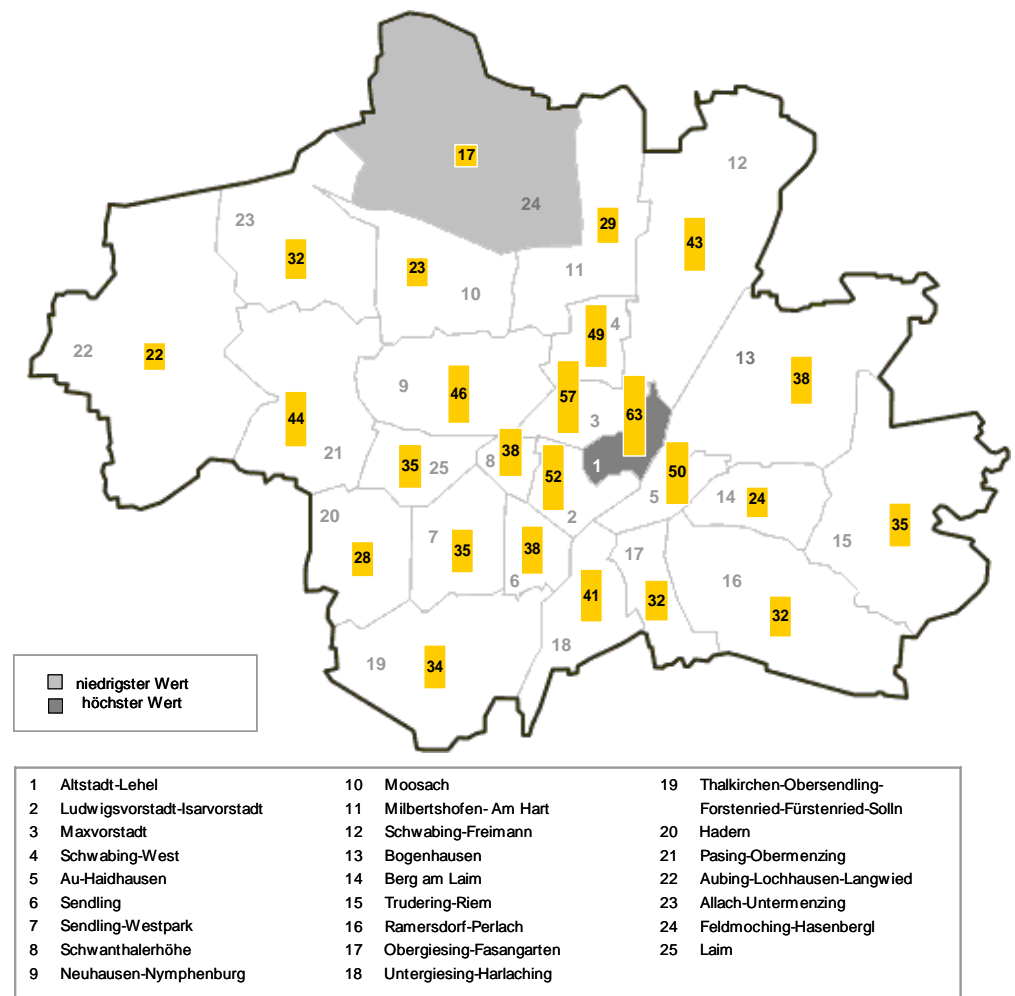 12
17
24
23
29
43
32
23
11
10
49
4
22
22
13
38
9
46
57
3
63
44
21
35
25
8
38
52
1
50
5
14
24
2
20
7
35
38
6
28
17
15
35
16
41
32
32
18
19
34
niedrigster Wert
höchster Wert
1 Altstadt-Lehel
2 Ludwigsvorstadt-Isarvorstadt
3 Maxvorstadt
4 Schwabing-West
5 Au-Haidhausen
6 Sendling
7 Sendling-Westpark
8 Schwanthalerhöhe
9 Neuhausen-Nymphenburg
10 Moosach
11 Milbertshofen- Am Hart
12 Schwabing-Freimann
13 Bogenhausen
14 Berg am Laim
15 Trudering-Riem
16 Ramersdorf-Perlach
17 Obergiesing-Fasangarten
18 Untergiesing-Harlaching
19 Thalkirchen-Obersendling-
Forstenried-Fürstenried-Solln
20 Hadern
21 Pasing-Obermenzing
22 Aubing-Lochhausen-Langwied
23 Allach-Untermenzing
24 Feldmoching-Hasenbergl
25 Laim